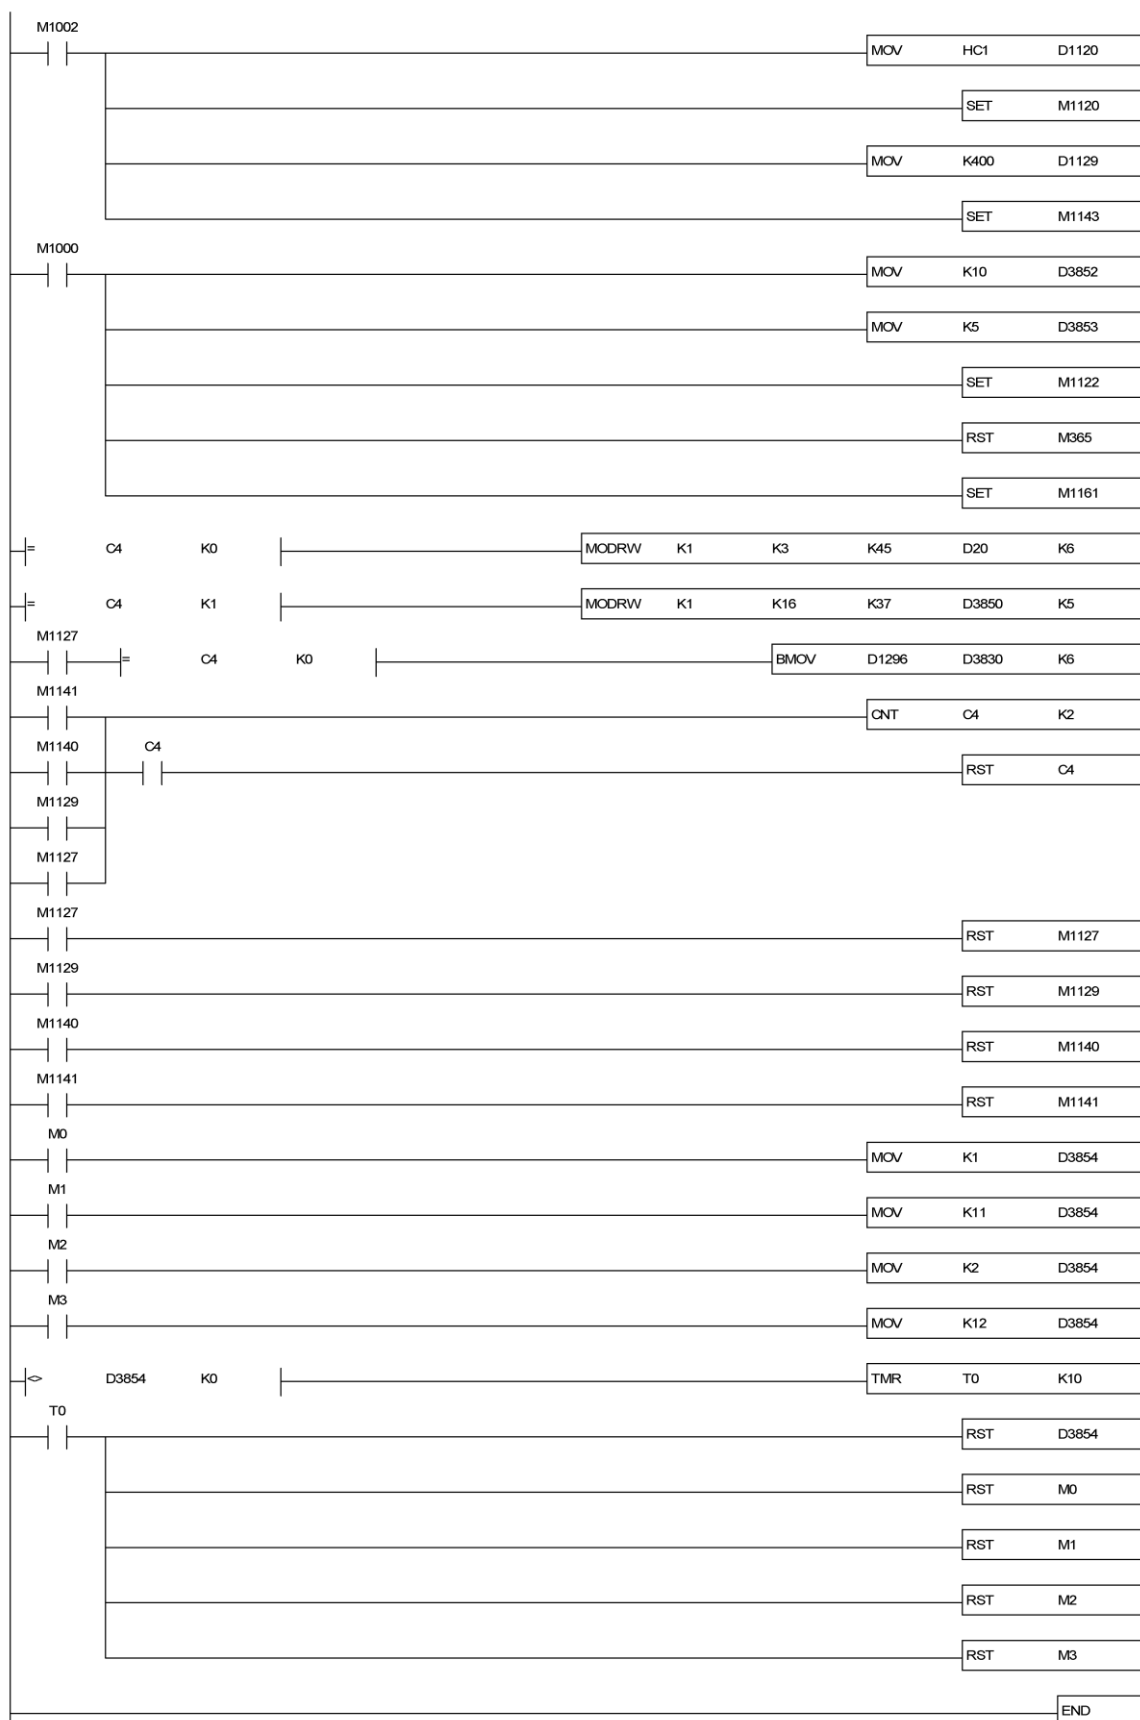 M1002
MOV HC1 D1120
SET M1120
MOV K400 D1129
SET M1143
M1000
MOV K10 D3852
MOV K5 D3853
SET M1122
RST M365
SET M1161
= C4 K0 MODRW K1 K3 K45 D20 K6
= C4 K1 MODRW K1 K16 K37 D3850 K5
M1127
= C4 K0 BMOV D1296 D3830 K6
M1141
CNT C4 K2
M1140 C4
RST C4
M1129
M1127
M1127
RST M1127
M1129
RST M1129
M1140
RST M1140
M1141
RST M1141
M0
MOV K1 D3854
M1
MOV K11 D3854
M2
MOV K2 D3854
M3
MOV K12 D3854
<> D3854 K0 TMR T0 K10
T0
RST D3854
RST M0
RST M1
RST M2
RST M3
END